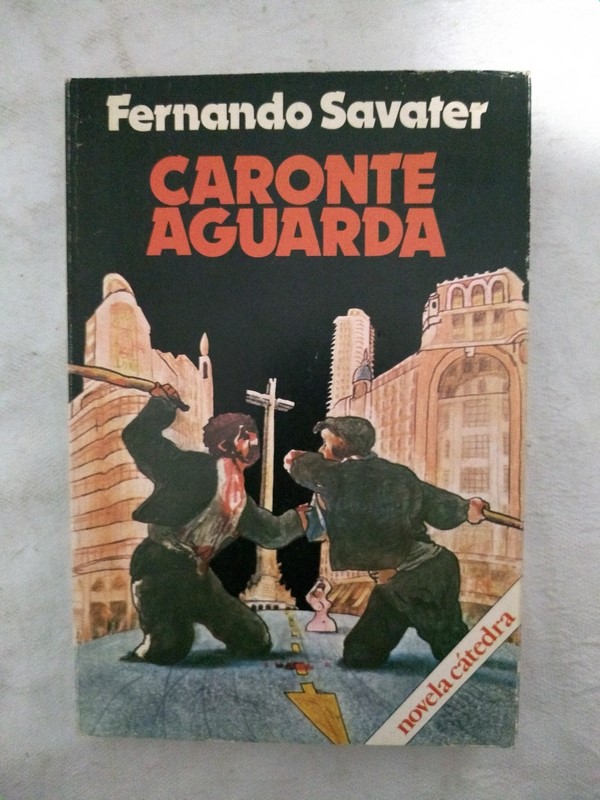 Fernando Savater
CARONTE
AGUARDA
novela cátedra